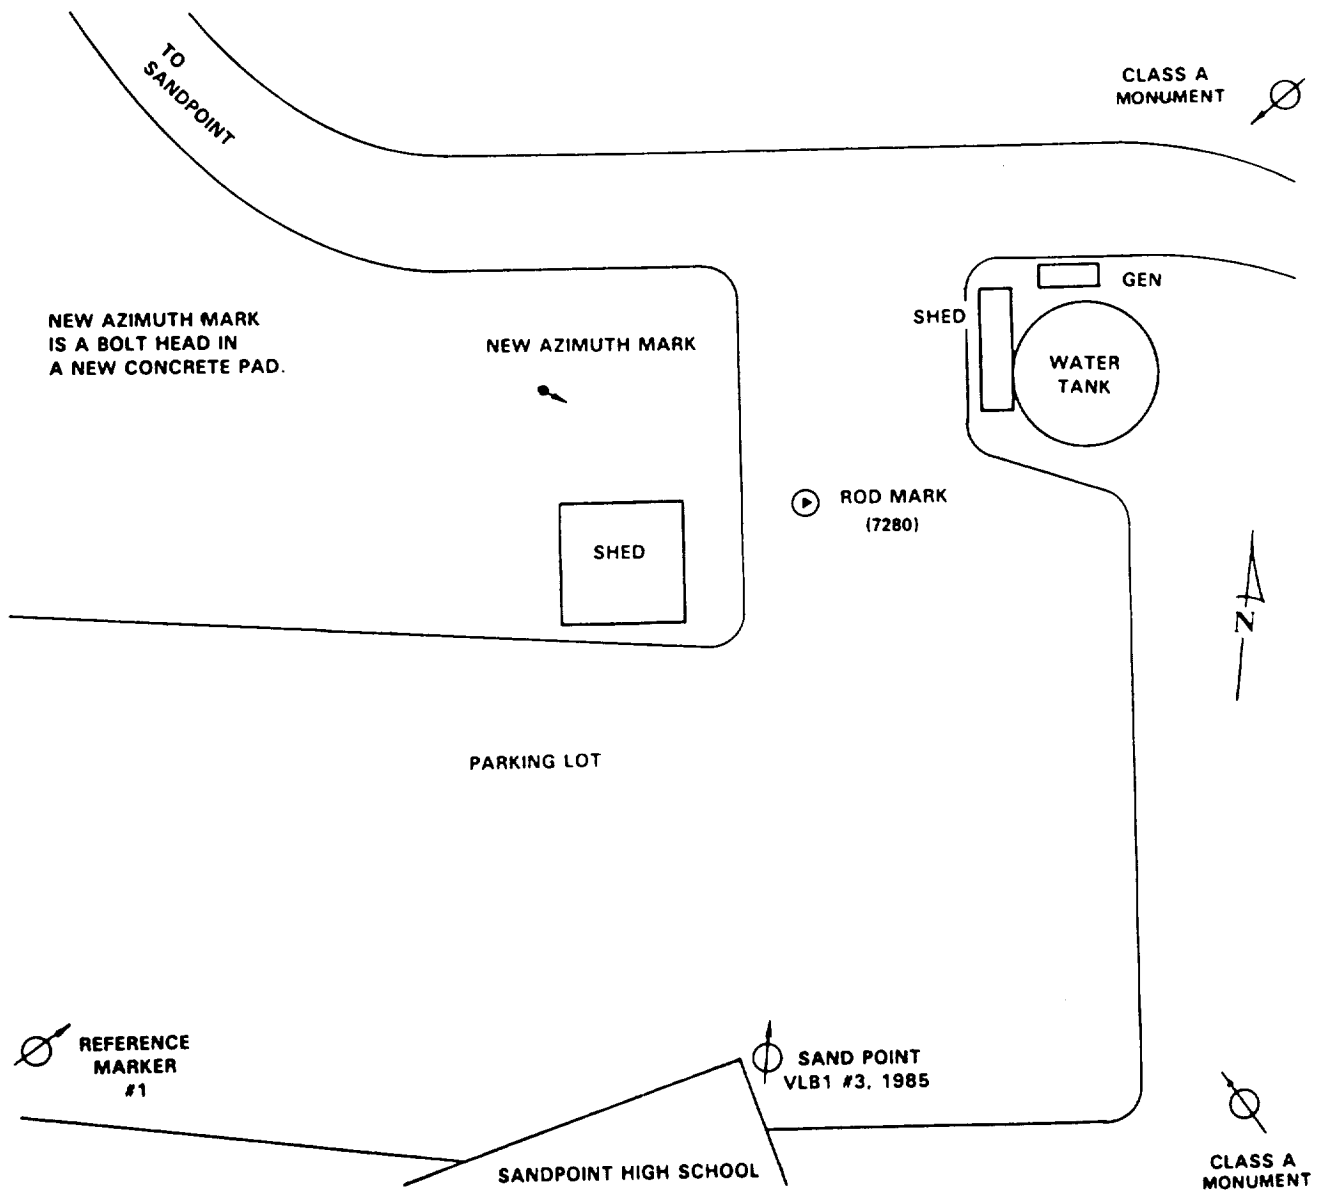 TO
SANDPOINT
CLASS A
MONUMENT
GEN
SHED
NEW AZIMUTH MARK
IS A BOLT HEAD IN
A NEW CONCRETE PAD.
NEW AZIMUTH MARK
WATER
TANK
ROD MARK
(7280)
SHED
N
PARKING LOT
REFERENCE
MARKER
#1
SAND POINT
VLB1 #3, 1985
SANDPOINT HIGH SCHOOL
CLASS A
MONUMENT